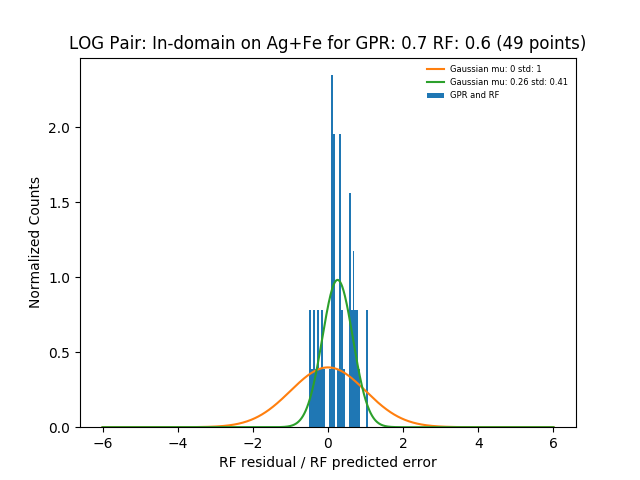 LOG Pair: In-domain on Ag+Fe for GPR: 0.7 RF: 0.6 (49 points)
Gaussian mu: 0 std: 1
Gaussian mu: 0.26 std: 0.41
GPR and RF
Normalized Counts
2.0
1.5
1.0
0.5
0.0
−6 −4 −2 0 2 4 6
RF residual / RF predicted error